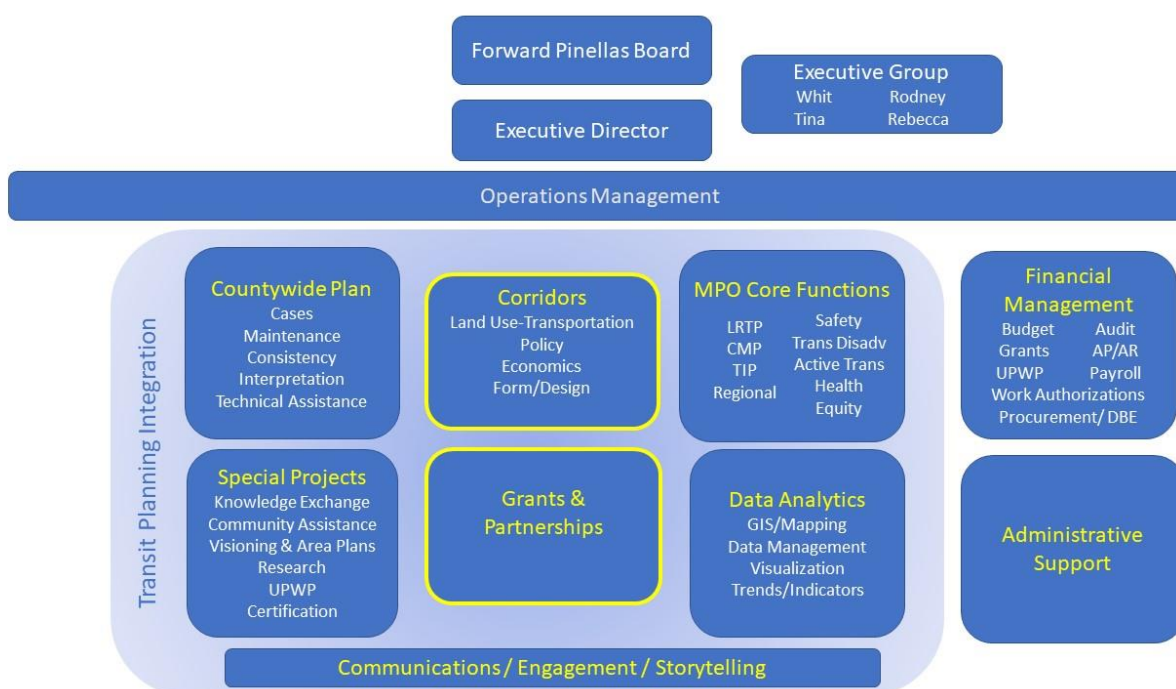 Forward Pinellas Board
Executive Director
Executive Group
Whit Rodney
Tina Rebecca
Operations Management
Transit Planning Integration
Countywide Plan
Cases
Maintenance
Consistency
Interpretation
Technical Assistance
Corridors
Land Use-Transportation
Policy
Economics
Form/Design
MPO Core Functions
LRTP
CMP
TIP
Regional
Safety
Trans Disadv
Active Trans
Health
Equity
Financial
Management
Budget Audit
Grants AP/AR
UPWP Payroll
Work Authorizations
Procurement/ DBE
Special Projects
Knowledge Exchange
Community Assistance
Visioning & Area Plans
Research
UPWP
Certification
Grants &
Partnerships
Data Analytics
GIS/Mapping
Data Management
Visualization
Trends/Indicators
Administrative
Support
Communications / Engagement / Storytelling